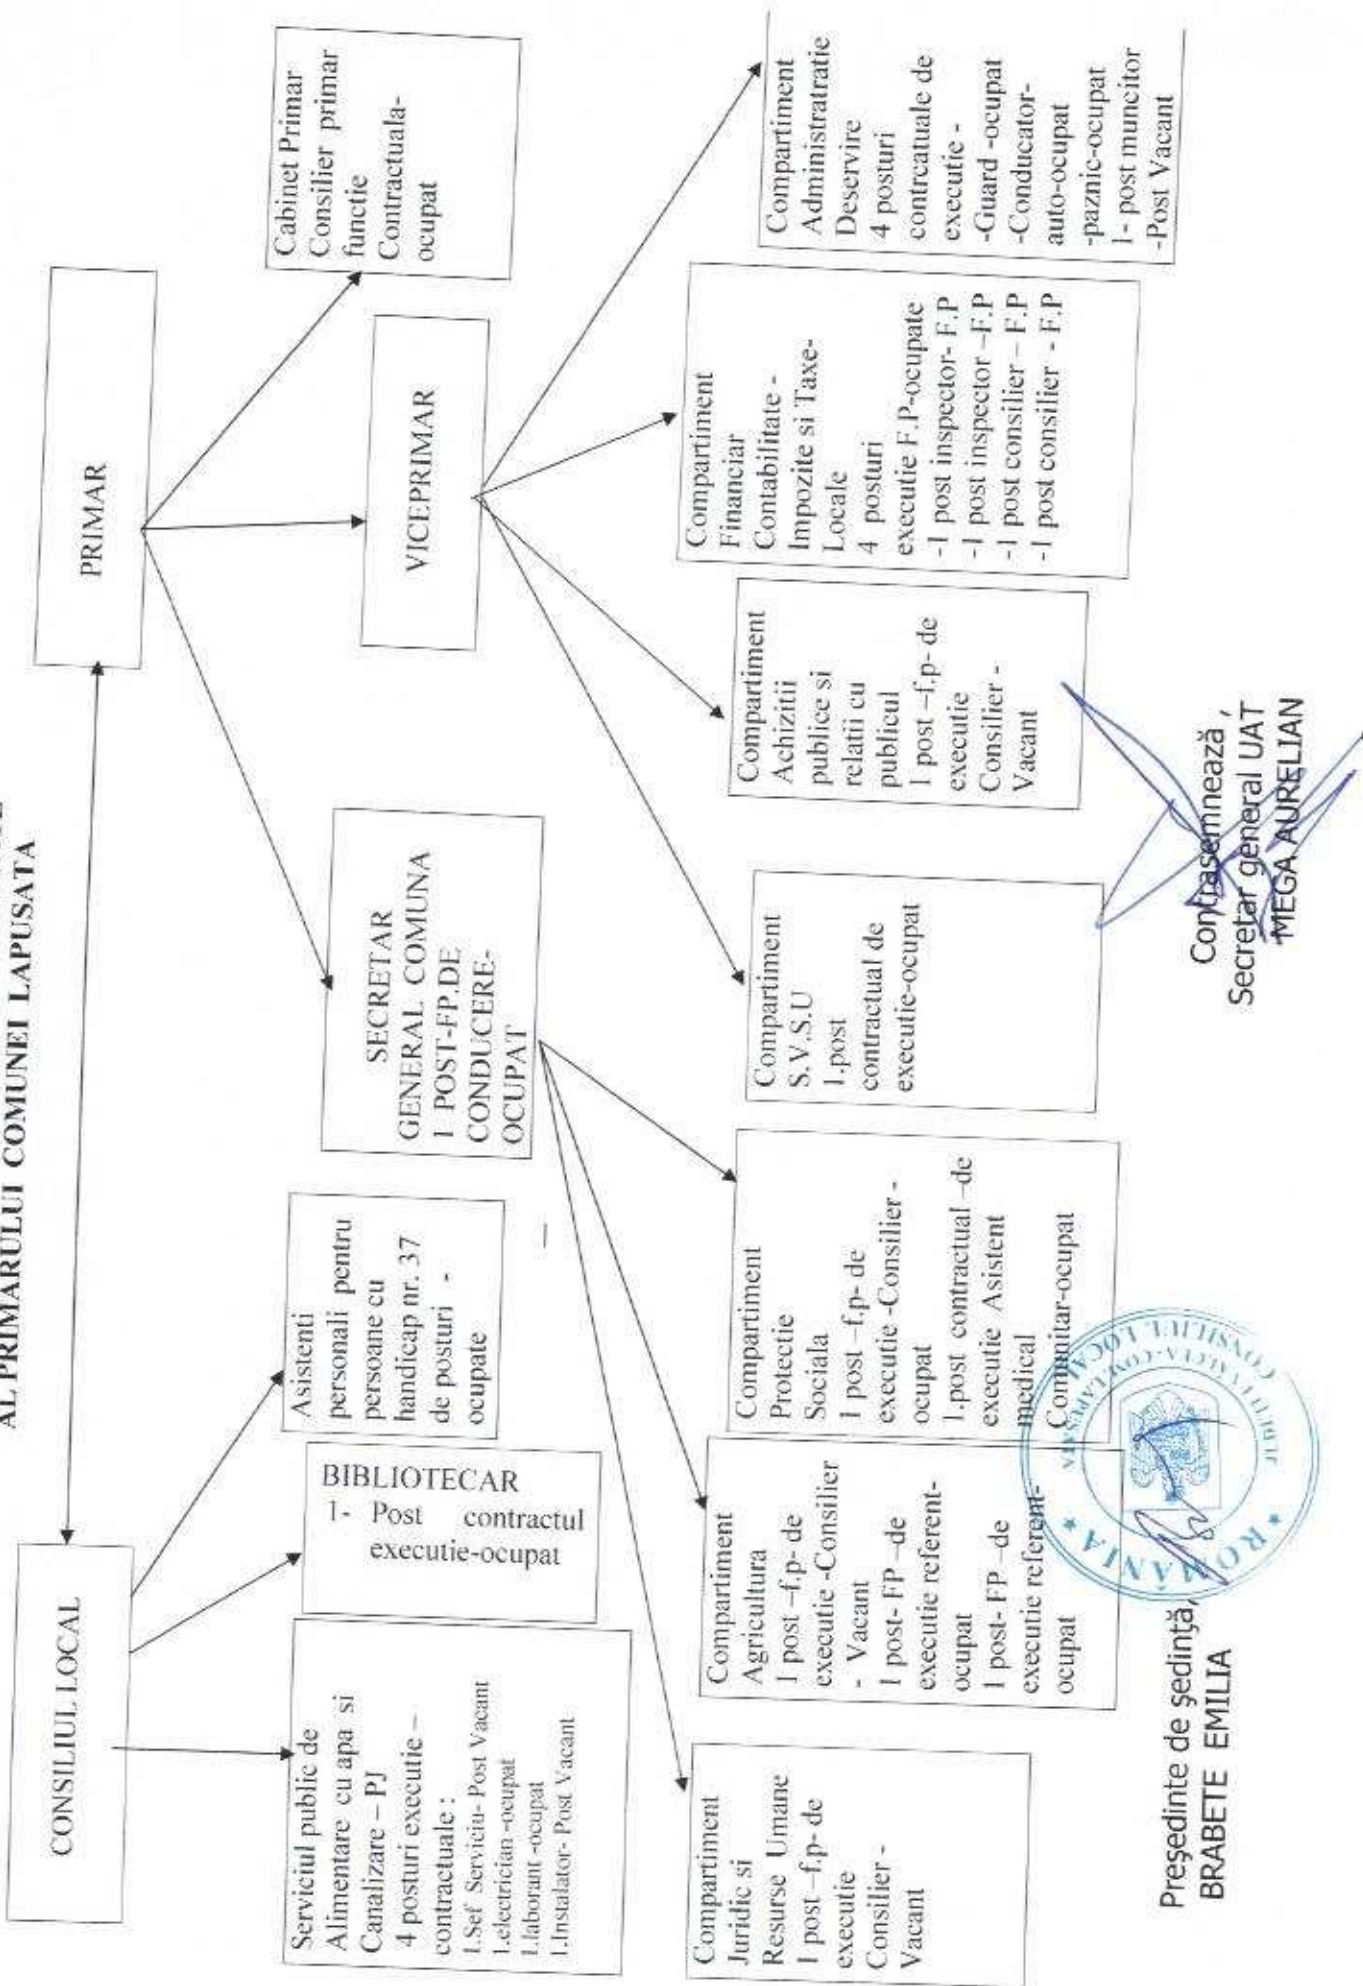 AL PRIMARULUI COMUNEI LAPUSATA
CONSILIUL LOCAL
PRIMAR
Serviciul public de
Alimentare cu apa si
Canalizare – PJ
4 posturi executie –
contractuale :
1.Sef Serviciu- Post Vacant
1.electrician -ocupat
1.laborant -ocupat
1.Instalator- Post Vacant
BIBLIOTECAR
1- Post contractul
executie-ocupat
Asistenti
personali pentru
persoane cu
handicap nr. 37
de posturi -
ocupate
SECRETAR
GENERAL COMUNA
1 POST-FP.DE
CONDUCERE-
OCUPAT
VICEPRIMAR
Cabinet Primar
Consilier primar
functie
Contractuala-
ocupat
Compartiment
Juridic si
Resurse Umane
1 post –f.p- de
executie
Consilier -
Vacant
Compartiment
Agricultura
1 post –f.p- de
executie -Consilier
- Vacant
1 post- FP –de
executie referent-
ocupat
1 post- FP –de
executie referent-
ocupat
Compartiment
Protectie
Sociala
1 post –f.p- de
executie -Consilier -
ocupat
1.post contractual –de
executie Asistent
medical
Comunitar-ocupat
Compartiment
S.V.S.U
1.post
contractual de
executie-ocupat
Compartiment
Achizitii
publice si
relatii cu
publicul
1 post –f.p- de
executie
Consilier -
Vacant
Compartiment
Financiar
Contabilitate -
Impozite si Taxe-
Locale
4 posturi
executie F.P-ocupate
-1 post inspector- F.P
-1 post inspector –F.P
-1 post consilier – F.P
-1 post consilier - F.P
Compartiment
Administratratie
Deservire
4 posturi
contrcatuale de
executie -
-Guard -ocupat
-Conducator-
auto-ocupat
-paznic-ocupat
1- post muncitor
-Post Vacant
Președinte de ședință,
BRABETE EMILIA
* ROMÂNIA *
CONSILIUL LOCAL
Contrasemnează ,
Secretar general UAT
MEGA AURELIAN